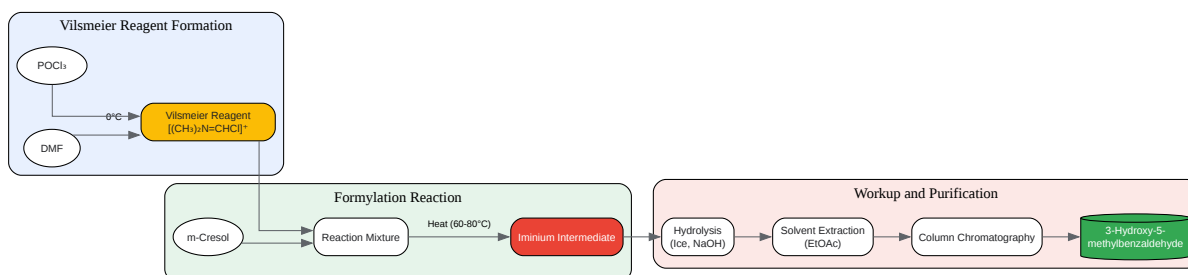 Vilsmeier Reagent Formation
POCl₃
0°C
Vilsmeier Reagent
[(CH₃)₂N=CHCl]⁺
DMF
Formylation Reaction
m-Cresol
Reaction Mixture
Heat (60-80°C)
Iminium Intermediate
Workup and Purification
Hydrolysis
(Ice, NaOH)
Solvent Extraction
(EtOAc)
Column Chromatography
3-Hydroxy-5-
methylbenzaldehyde